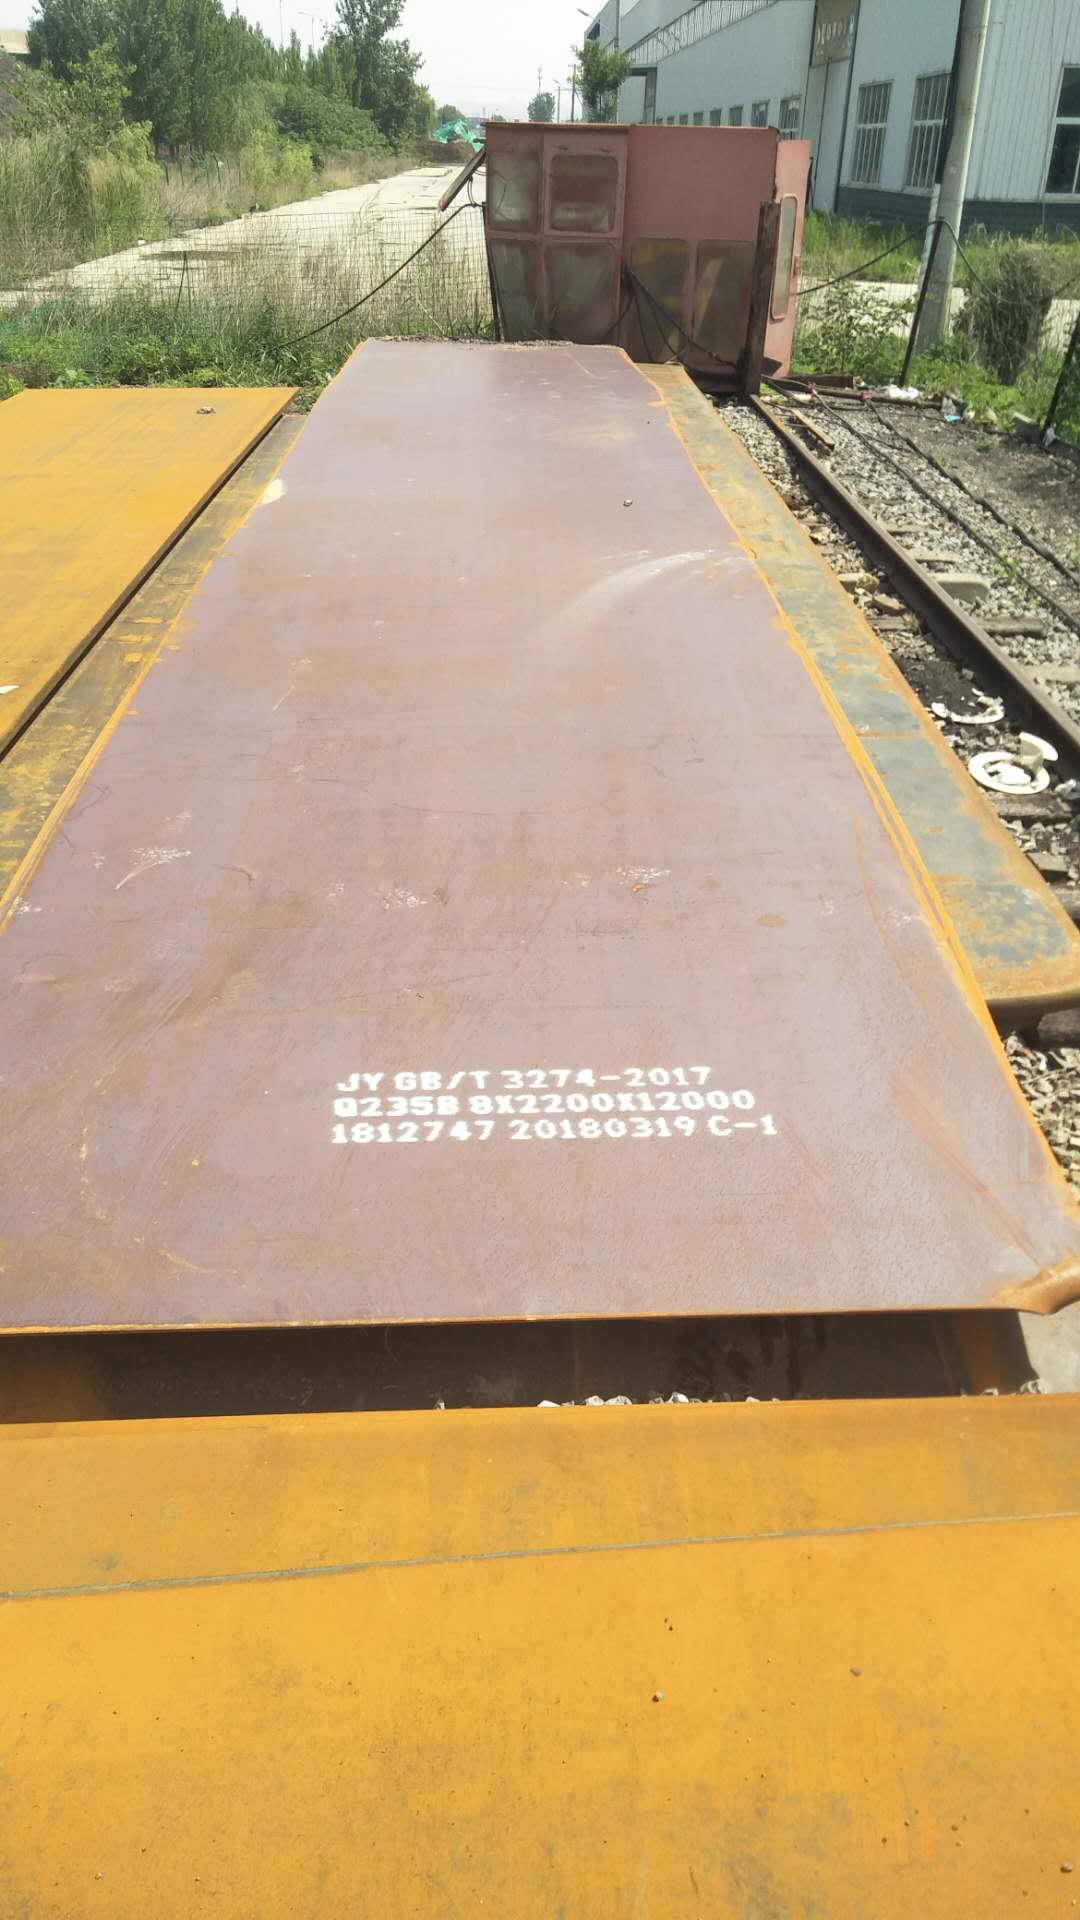 JY GB/T 3274-2017
Q235B 8X2200X12000
1812747 20180319 C-1